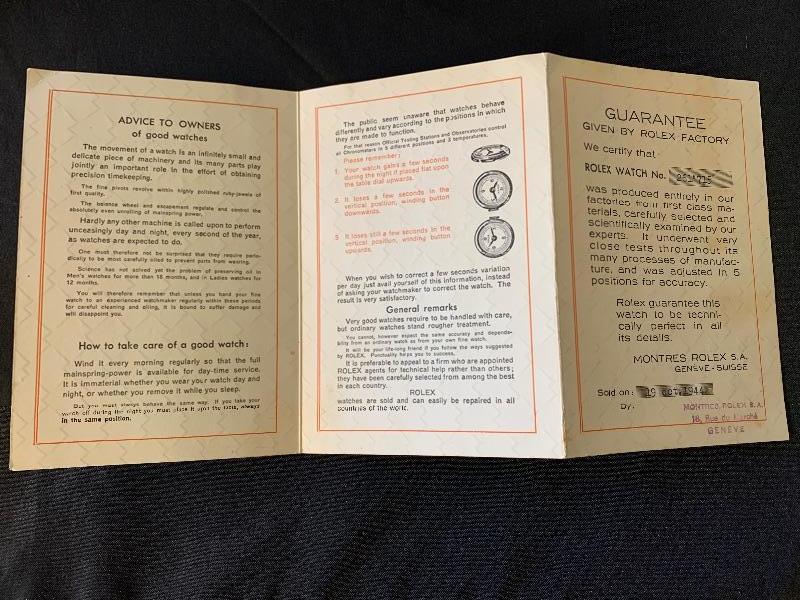 ADVICE TO OWNERS
of good watches
The movement of a watch is an infinitely small and
delicate piece of machinery and its many parts play
jointly an important role in the effort of obtaining
precision timekeeping.
The fine pivots revolve within highly polished ruby-jewels of
first quality.
The balance wheel and escapement regulate and control the
absolutely even unrolling of mainspring power.
Hardly any other machine is called upon to perform
unceasingly day and night, every second of the year,
as watches are expected to do.
One must therefore not be surprised that they require perio-
dically to be most carefully oiled to prevent parts from wearing.
Science has not solved yet the problem of preserving oil in
Men's watches for more than 18 months, and in Ladies watches for
12 months.
You will therefore remember that unless you hand your fine
watch to an experienced watchmaker regularly within these periods
for careful cleaning and oiling, it is bound to suffer damage and
will disappoint you.
How to take care of a good watch:
Wind it every morning regularly so that the full
mainspring-power is available for day-time service.
It is immaterial whether you wear your watch day and
night, or whether you remove it while you sleep.
But you must always behave the same way. If you take your
watch off during the night you must place it upon the table, always
in the same position.
The public seem unaware that watches behave
differently and vary according to the positions in which
they are made to function.
For that reason Official Testing Stations and Observatories control
all Chronometers in 5 different positions and 3 temperatures.
Please remember:
1. Your watch gains a few seconds
during the night if placed flat upon
the table dial upwards.
2. It loses a few seconds in the
vertical position, winding button
downwards.
3 It loses still a few seconds in the
vertical position, winding button
upwards.
When you wish to correct a few seconds variation
per day just avail yourself of this information, instead
of asking your watchmaker to correct the watch. The
result is very satisfactory.
General remarks
Very good watches require to be handled with care,
but ordinary watches stand rougher treatment.
You cannot, however expect the same accuracy and dependa-
bility from an ordinary watch as from your own fine watch.
It will be your life-long friend if you follow the ways suggested
by ROLEX. Punctuality helps you to success.
It is preferable to appeal to a firm who are appointed
ROLEX agents for technical help rather than others;
they have been carefully selected from among the best
in each country.
ROLEX
watches are sold and can easily be repaired in all
countries of the world.
GUARANTEE
GIVEN BY ROLEX FACTORY
We certify that
ROLEX WATCH No.
was produced entirely in our
factories from first class ma-
terials, carefully selected and
scientifically examined by our
experts. It underwent very
close tests throughout its
many processes of manufac-
ture, and was adjusted in 5
positions for accuracy.
Rolex guarantee this
watch to be techni-
cally perfect in all
its details.
MONTRES ROLEX S.A.
GENÈVE-SUISSE
Sold on: 19 OCT. 1944
by:
MONTRES ROLEX S.A.
18, Rue du Marché
GENÈVE